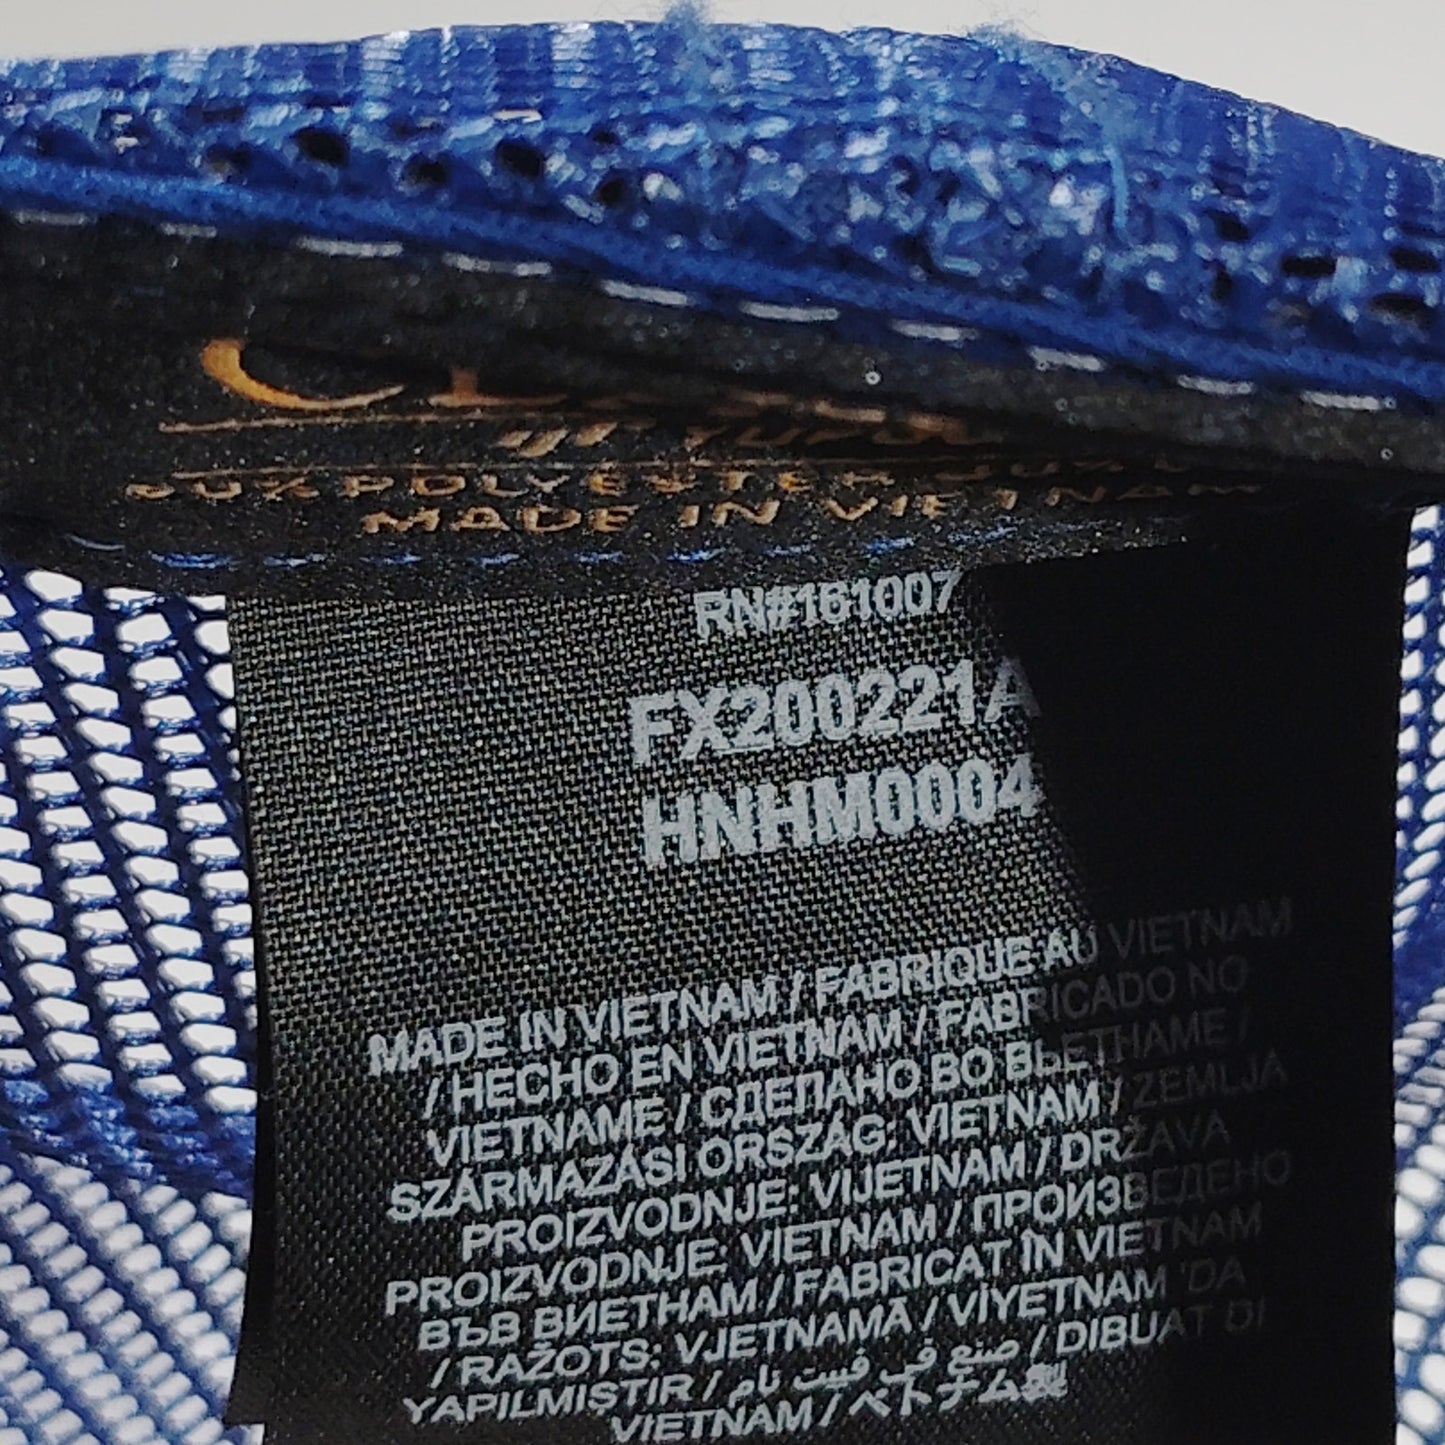 POLYESTER
MADE IN VIETNAM
RN#161007
FX200221A
HNHM0004
MADE IN VIETNAM / FABRIQUE AU VIETNAM
/ HECHO EN VIETNAM / FABRICADO NO
VIETNAME / СДЕЛАНО ВО ВЬЕТНАМЕ /
SZÁRMAZÁSI ORSZÁG: VIETNAM / ZEMLJA
PROIZVODNJE: VIJETNAM / DRŽAVA
PROIZVODNJE: VIETNAM / ПРОИЗВЕДЕНО
ВЪВ ВИЕТНАМ / FABRICAT ÎN VIETNAM
/ RAŽOTS: VJETNAMĀ / VİYETNAM 'DA
YAPILMIŞTIR / صنع في فيت نام / DIBUAT DI
VIETNAM / ベトナム製